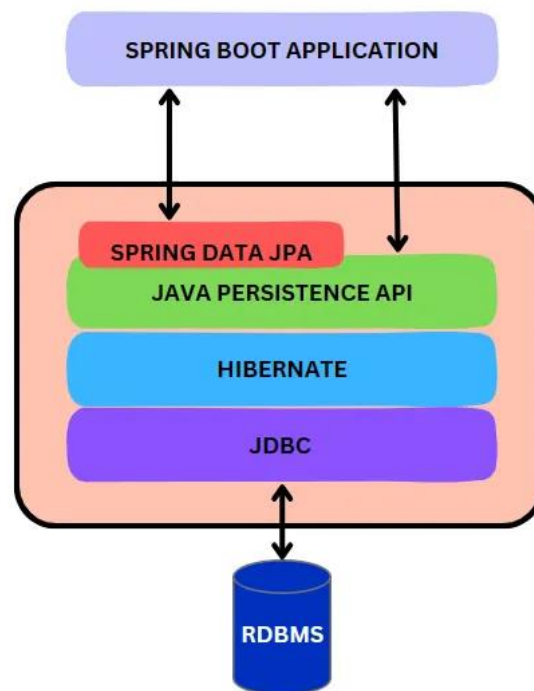 SPRING BOOT APPLICATION
SPRING DATA JPA
JAVA PERSISTENCE API
HIBERNATE
JDBC
RDBMS